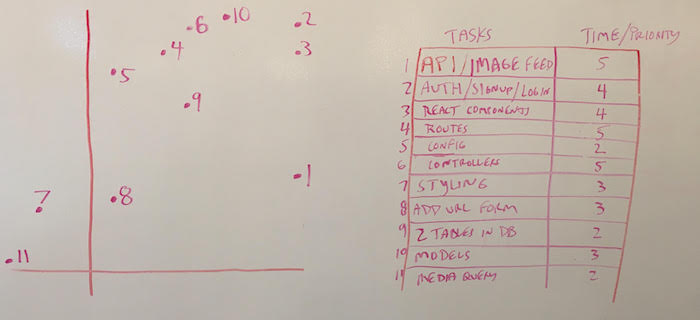 .6 .10 .2
.4 .3
.5
.9
.1
7 .8
.11
TASKS TIME/PRIORITY
1 API/IMAGE FEED 5
2 AUTH/SIGNUP/LOGIN 4
3 REACT COMPONENTS 4
4 ROUTES 5
5 CONFIG 2
6 CONTROLLERS 5
7 STYLING 3
8 ADD URL FORM 3
9 2 TABLES IN DB 2
10 MODELS 3
11 MEDIA QUERY 2